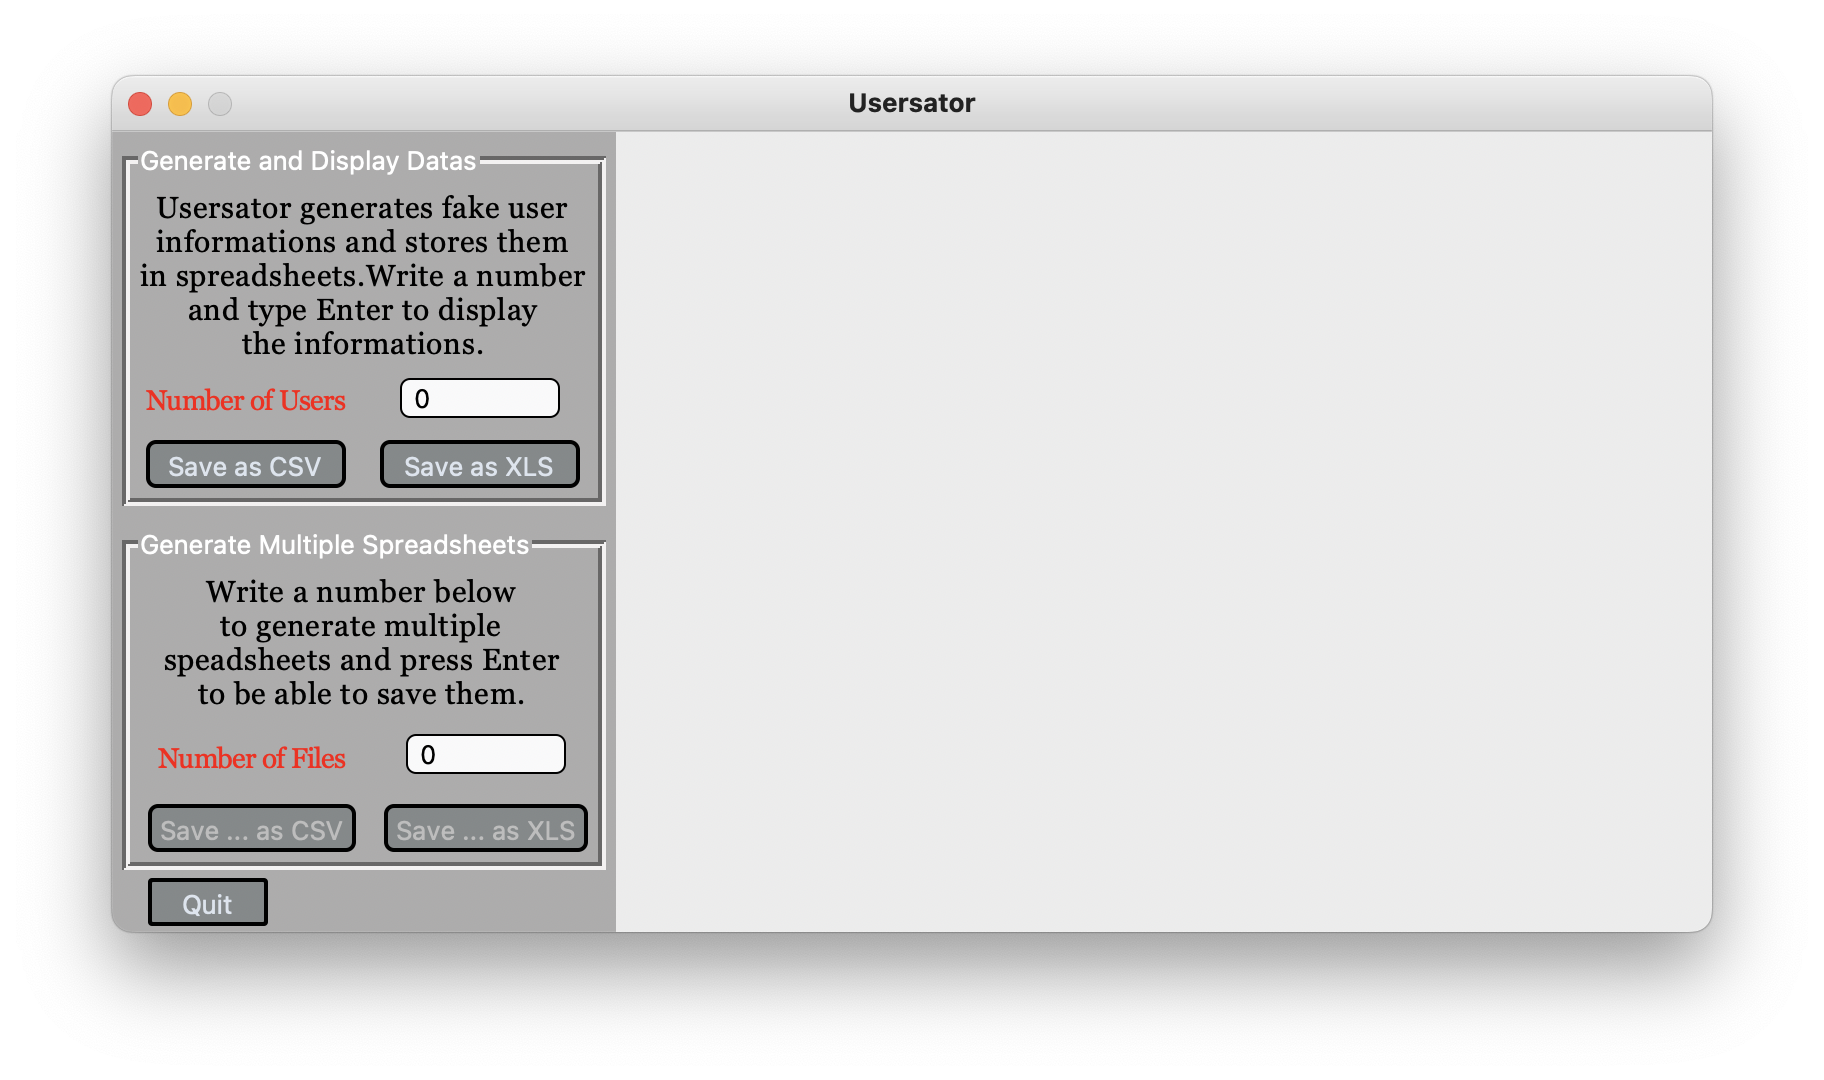 Usersator
Generate and Display Datas
Usersator generates fake user
informations and stores them
in spreadsheets.Write a number
and type Enter to display
the informations.
Number of Users 0
Save as CSV Save as XLS
Generate Multiple Spreadsheets
Write a number below
to generate multiple
speadsheets and press Enter
to be able to save them.
Number of Files 0
Save ... as CSV Save ... as XLS
Quit